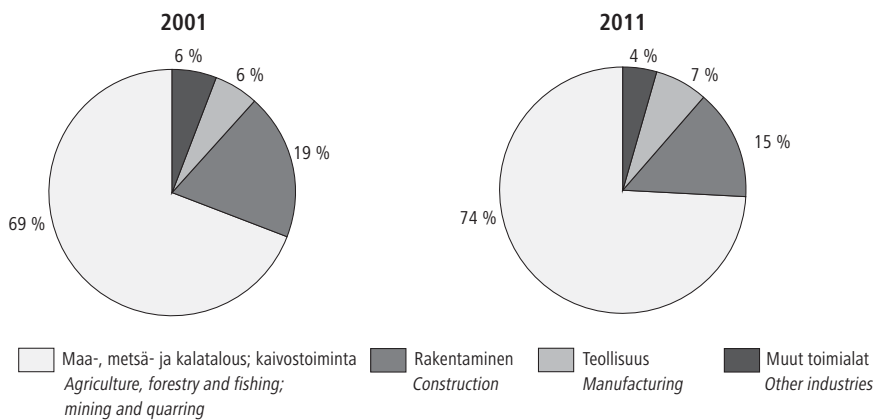 2001
6 %
6 %
19 %
69 %
2011
4 %
7 %
15 %
74 %
Maa-, metsä- ja kalatalous; kaivostoiminta
Agriculture, forestry and fishing;
mining and quarring
Rakentaminen
Construction
Teollisuus
Manufacturing
Muut toimialat
Other industries